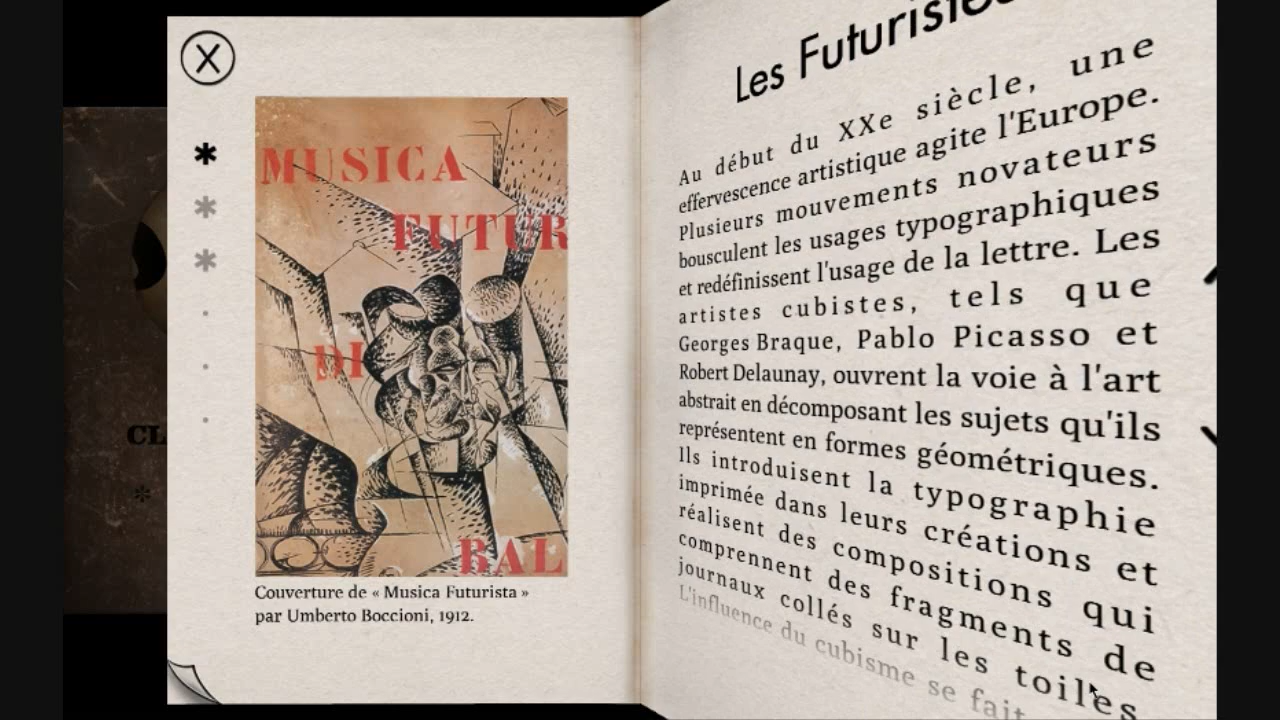 MUSICA
FUTUR
DI
BAL
Couverture de « Musica Futurista »
par Umberto Boccioni, 1912.
Les Futuristes
Au début du XXe siècle, une
effervescence artistique agite l'Europe.
Plusieurs mouvements novateurs
bousculent les usages typographiques
et redéfinissent l'usage de la lettre. Les
artistes cubistes, tels que
Georges Braque, Pablo Picasso et
Robert Delaunay, ouvrent la voie à l'art
abstrait en décomposant les sujets qu'ils
représentent en formes géométriques.
Ils introduisent la typographie
imprimée dans leurs créations et
réalisent des compositions qui
comprennent des fragments de
journaux collés sur les toiles
L'influence du cubisme se fait
CL